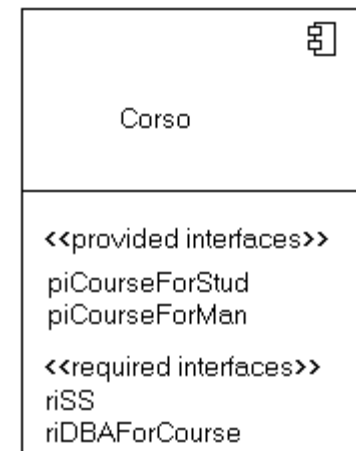 Corso
<<provided interfaces>>
piCourseForStud
piCourseForMan
<<required interfaces>>
riSS
riDBAForCourse